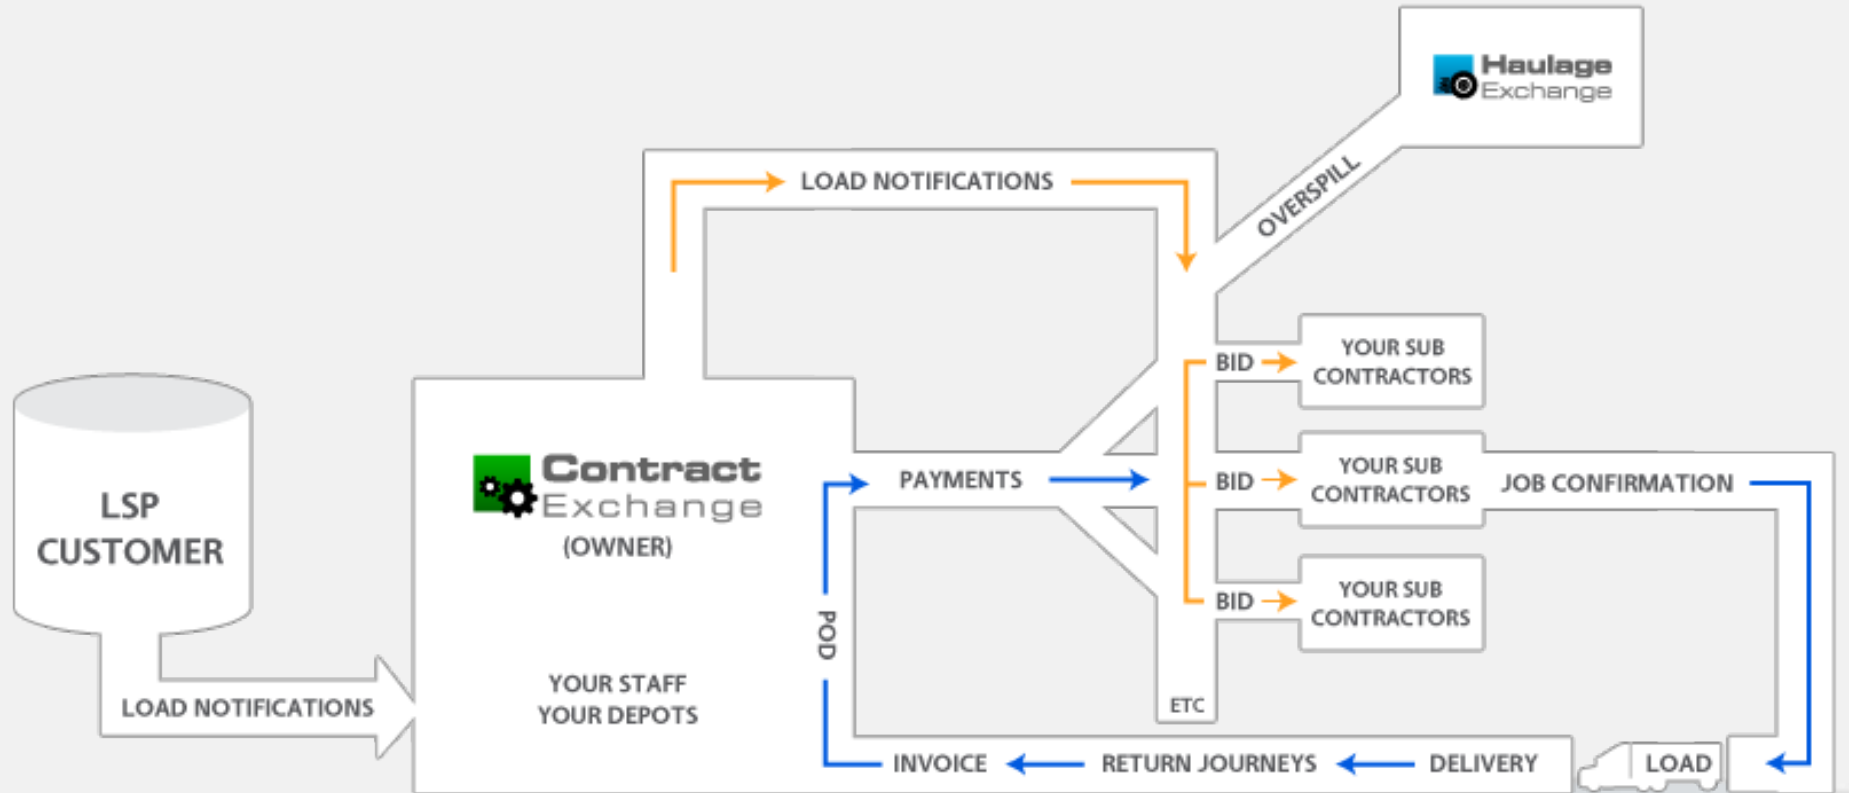 Haulage
Exchange
LOAD NOTIFICATIONS
OVERSPILL
BID
YOUR SUB
CONTRACTORS
LSP
CUSTOMER
Contract
Exchange
(OWNER)
PAYMENTS
BID
YOUR SUB
CONTRACTORS
JOB CONFIRMATION
POD
BID
YOUR SUB
CONTRACTORS
YOUR STAFF
YOUR DEPOTS
LOAD NOTIFICATIONS
ETC
INVOICE
RETURN JOURNEYS
DELIVERY
LOAD